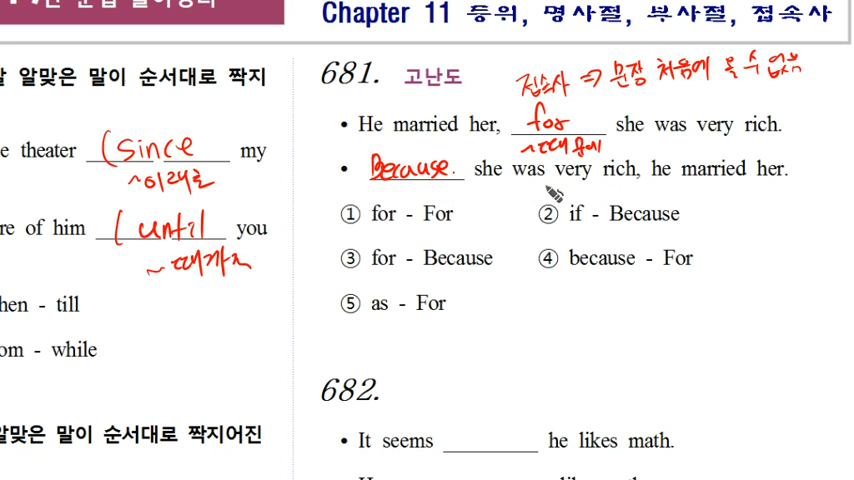 Chapter 11 등위, 명사절, 부사절, 접속사
알맞은 말이 순서대로 짝지
e theater (since my
~이래로
re of him ( until you
~때까지
hen - till
om - while
알맞은 말이 순서대로 짝지어진
681. 고난도
접속사 ⇒ 문장 처음에 올 수 없음
• He married her, for she was very rich.
~때문에
• Because. she was very rich, he married her.
① for - For ② if - Because
③ for - Because ④ because - For
⑤ as - For
682.
• It seems he likes math.